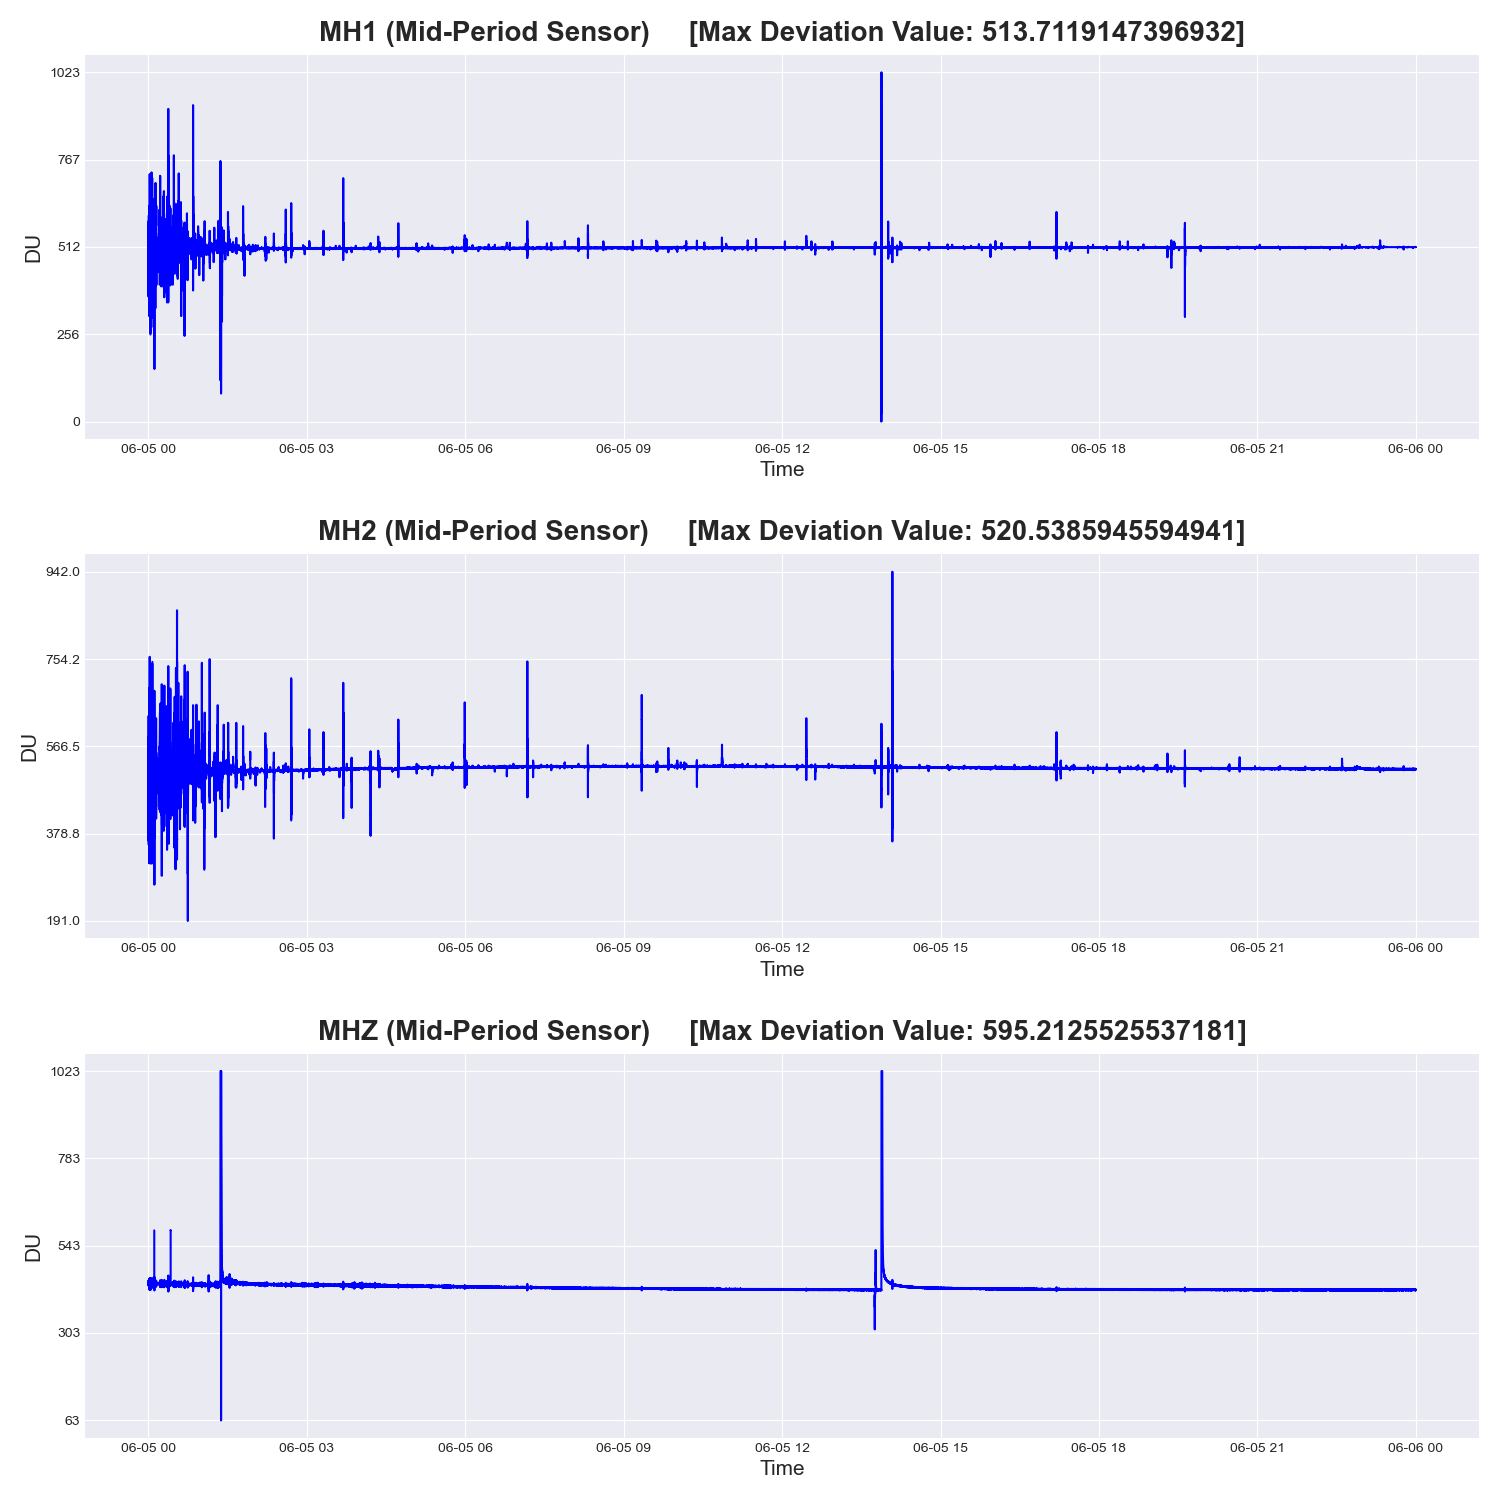 MH1 (Mid-Period Sensor) [Max Deviation Value: 513.7119147396932]
1023
767
512
256
0
DU
06-05 00 06-05 03 06-05 06 06-05 09 06-05 12 06-05 15 06-05 18 06-05 21 06-06 00
Time
MH2 (Mid-Period Sensor) [Max Deviation Value: 520.5385945594941]
942.0
754.2
566.5
378.8
191.0
DU
06-05 00 06-05 03 06-05 06 06-05 09 06-05 12 06-05 15 06-05 18 06-05 21 06-06 00
Time
MHZ (Mid-Period Sensor) [Max Deviation Value: 595.2125525537181]
1023
783
543
303
63
DU
06-05 00 06-05 03 06-05 06 06-05 09 06-05 12 06-05 15 06-05 18 06-05 21 06-06 00
Time